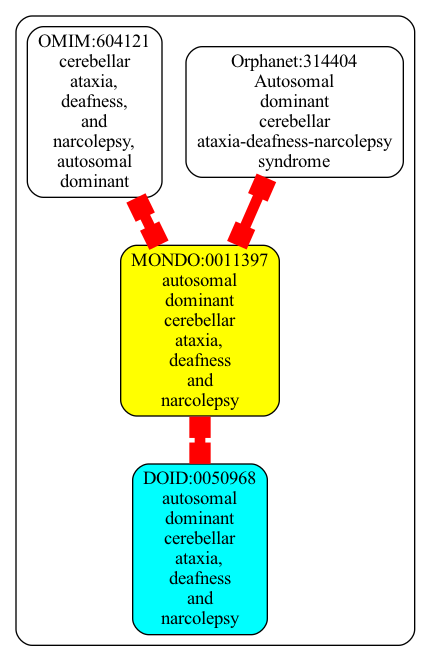 OMIM:604121
cerebellar
ataxia,
deafness,
and
narcolepsy,
autosomal
dominant
Orphanet:314404
Autosomal
dominant
cerebellar
ataxia-deafness-narcolepsy
syndrome
MONDO:0011397
autosomal
dominant
cerebellar
ataxia,
deafness
and
narcolepsy
DOID:0050968
autosomal
dominant
cerebellar
ataxia,
deafness
and
narcolepsy